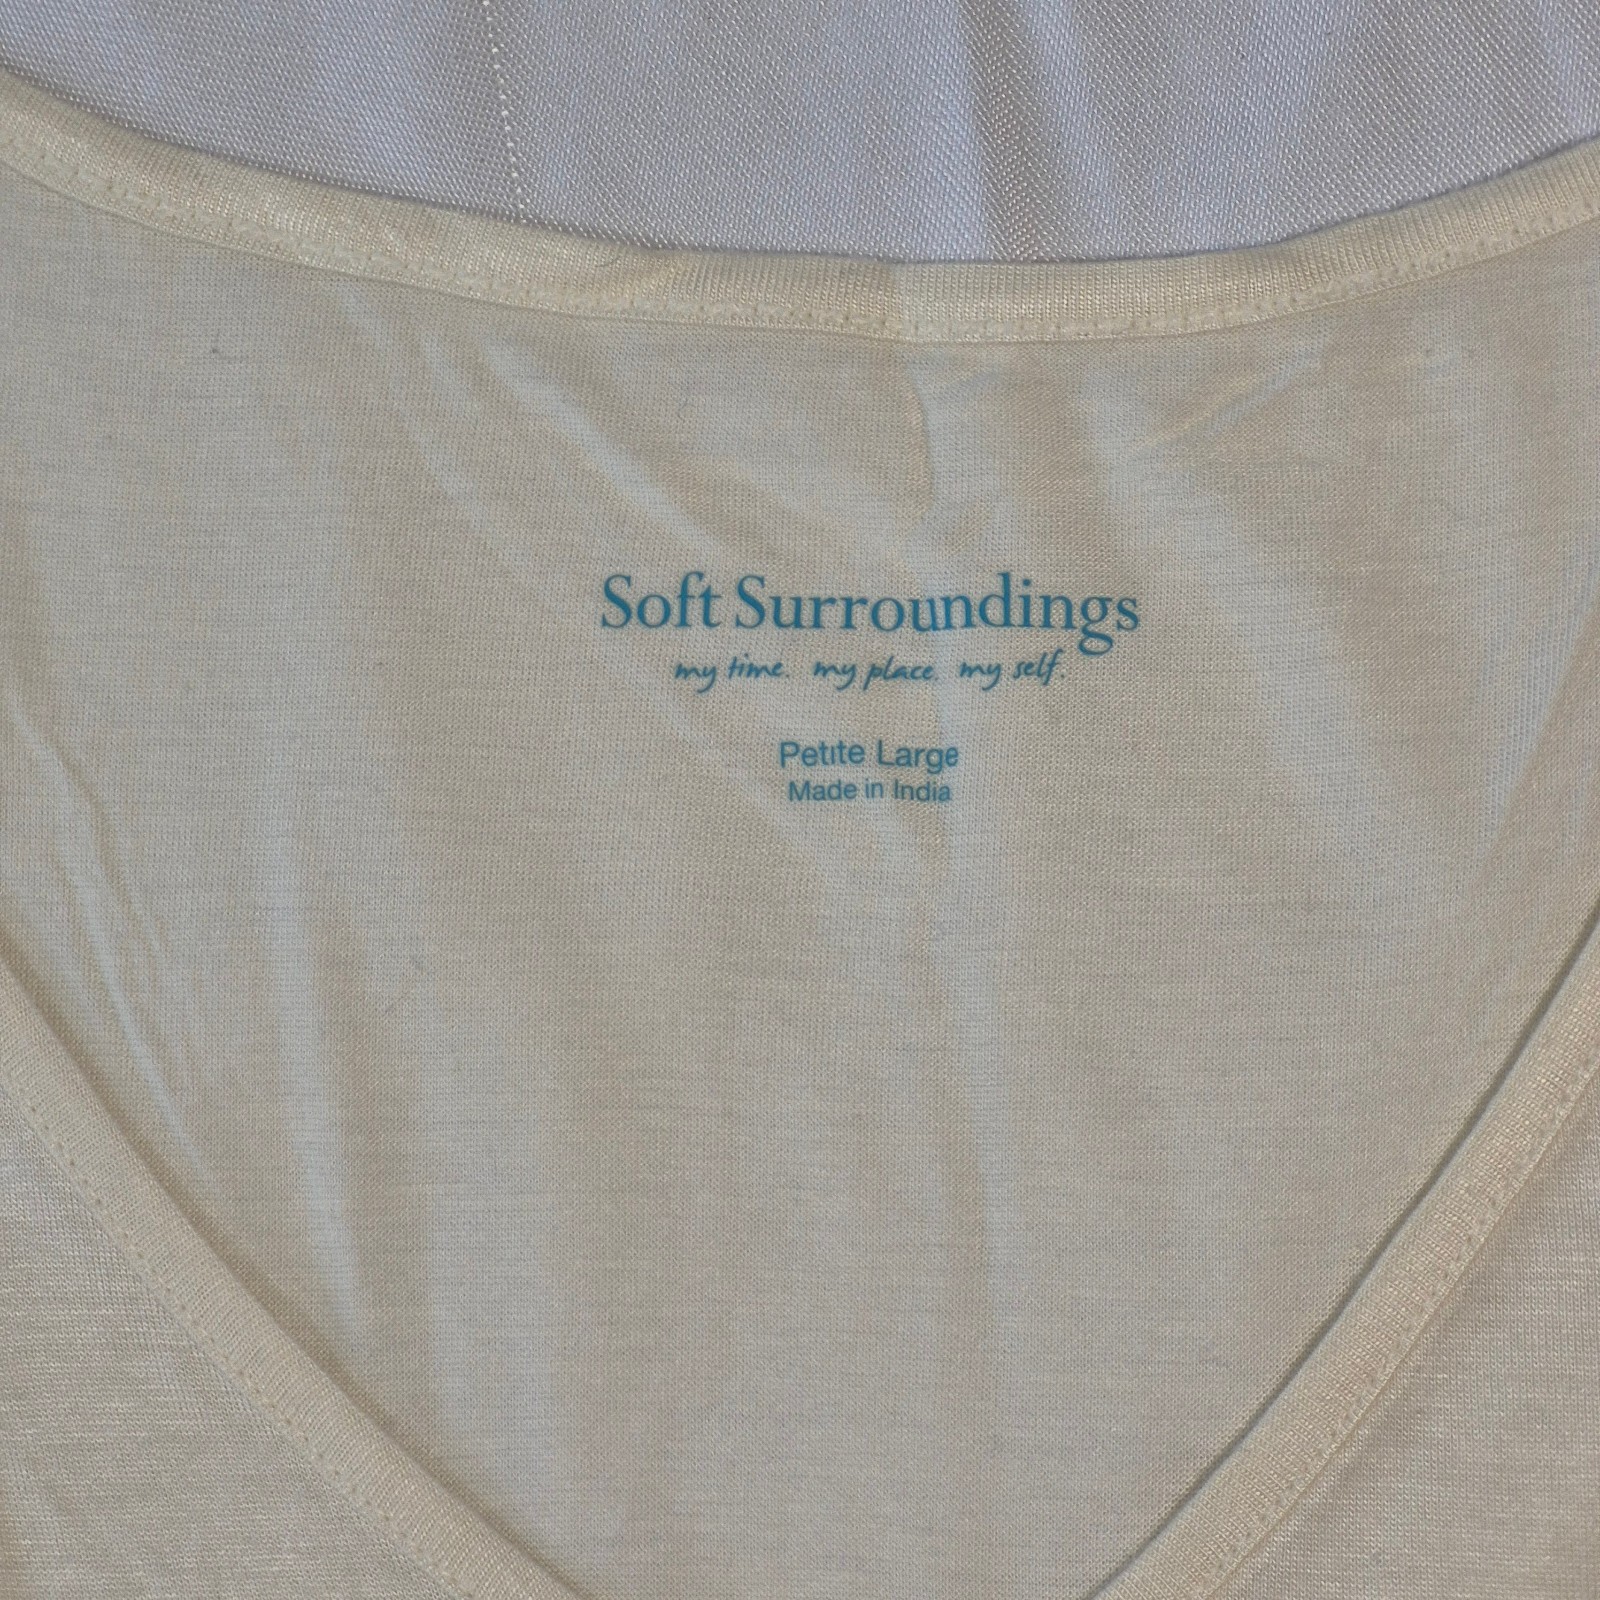 Soft Surroundings
my time. my place. my self.
Petite Large
Made in India